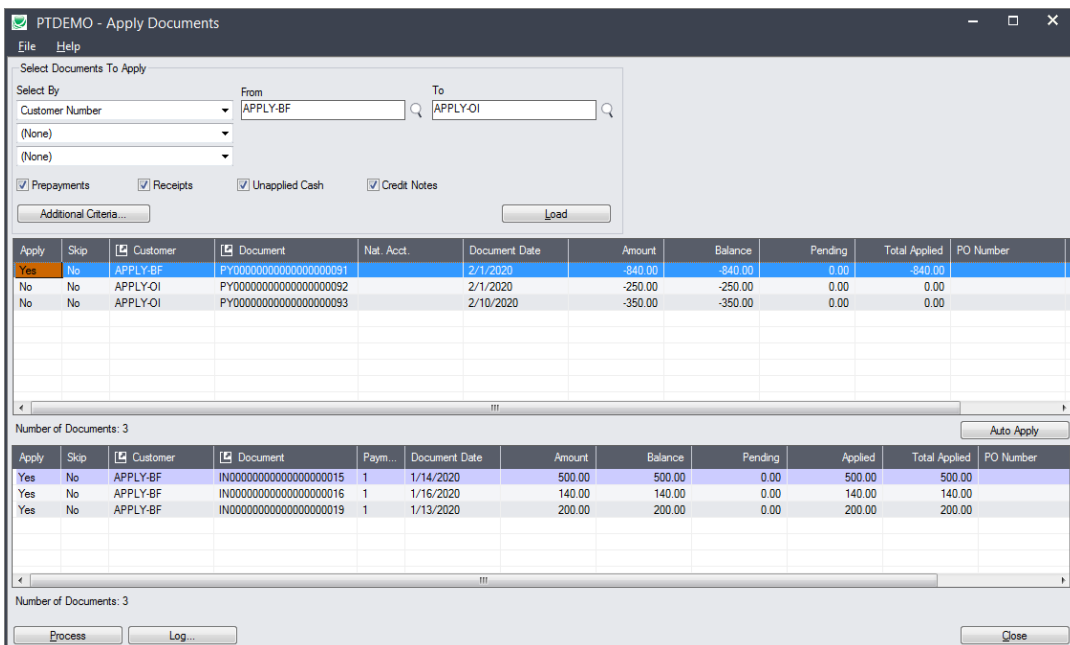 PTDEMO - Apply Documents
File Help
Select Documents To Apply
Select By From To
Customer Number APPLY-BF APPLY-OI
(None)
(None)
Prepayments Receipts Unapplied Cash Credit Notes
Additional Criteria... Load
Apply Skip Customer Document Nat. Acct. Document Date Amount Balance Pending Total Applied PO Number
Yes No APPLY-BF PY00000000000000000091 2/1/2020 -840.00 -840.00 0.00 -840.00
No No APPLY-OI PY00000000000000000092 2/1/2020 -250.00 -250.00 0.00 0.00
No No APPLY-OI PY00000000000000000093 2/10/2020 -350.00 -350.00 0.00 0.00
Number of Documents: 3 Auto Apply
Apply Skip Customer Document Paym... Document Date Amount Balance Pending Applied Total Applied PO Number
Yes No APPLY-BF IN00000000000000000015 1 1/14/2020 500.00 500.00 0.00 500.00 500.00
Yes No APPLY-BF IN00000000000000000016 1 1/16/2020 140.00 140.00 0.00 140.00 140.00
Yes No APPLY-BF IN00000000000000000019 1 1/13/2020 200.00 200.00 0.00 200.00 200.00
Number of Documents: 3
Process Log... Close